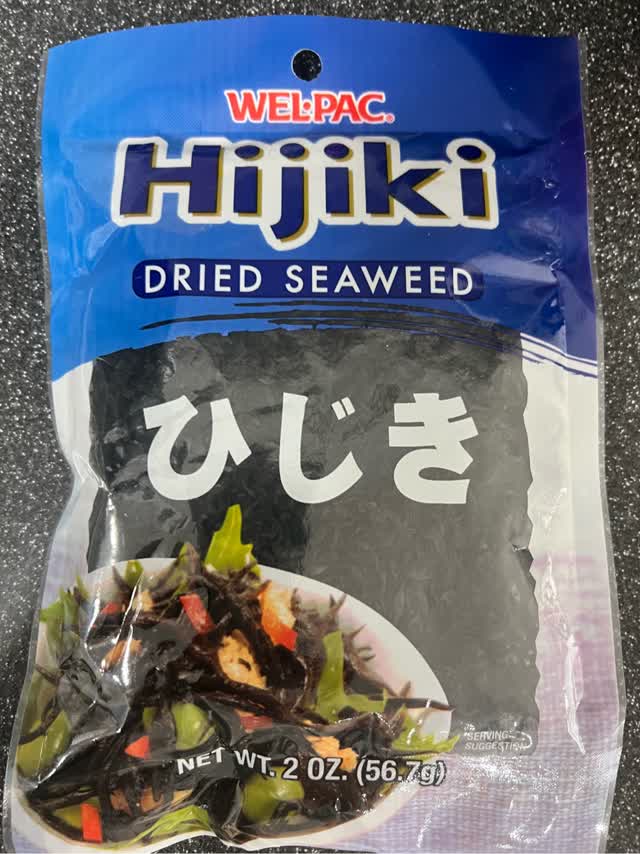 WEL·PAC®
Hijiki
DRIED SEAWEED
ひじき
SERVING
SUGGESTION
NET WT. 2 OZ. (56.7g)